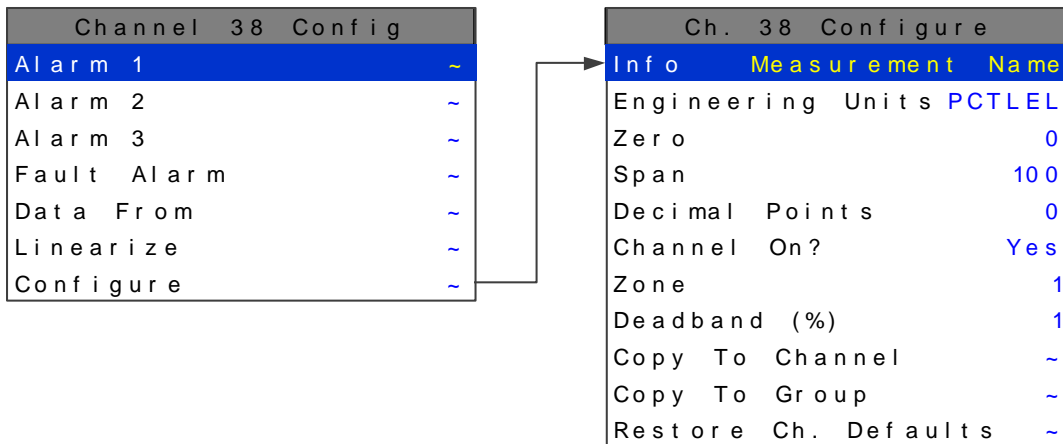 Channel 38 Config
Alarm 1 ~
Alarm 2 ~
Alarm 3 ~
Fault Alarm ~
Data From ~
Linearize ~
Configure ~
Ch. 38 Configure
Info Measurement Name
Engineering Units PCTLEL
Zero 0
Span 100
Decimal Points 0
Channel On? Yes
Zone 1
Deadband (%) 1
Copy To Channel ~
Copy To Group ~
Restore Ch. Defaults ~